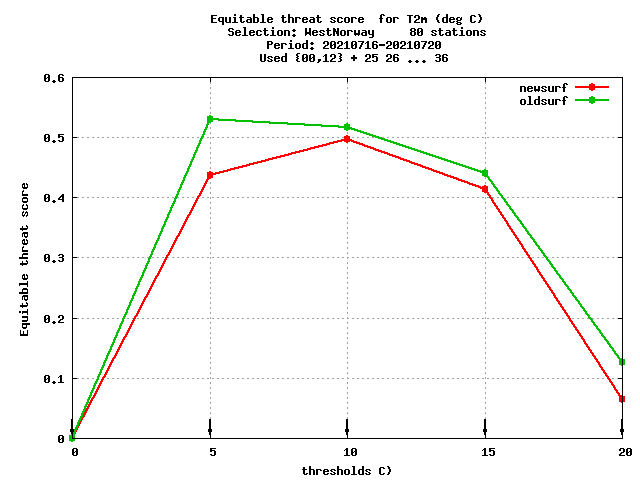 Equitable threat score  for T2m (deg C)
Selection: WestNorway     80 stations
Period: 20210716-20210720
Used {00,12} + 25 26 ... 36
newsurf
oldsurf
Equitable threat score
0.6
0.5
0.4
0.3
0.2
0.1
0
0 5 10 15 20
thresholds C)